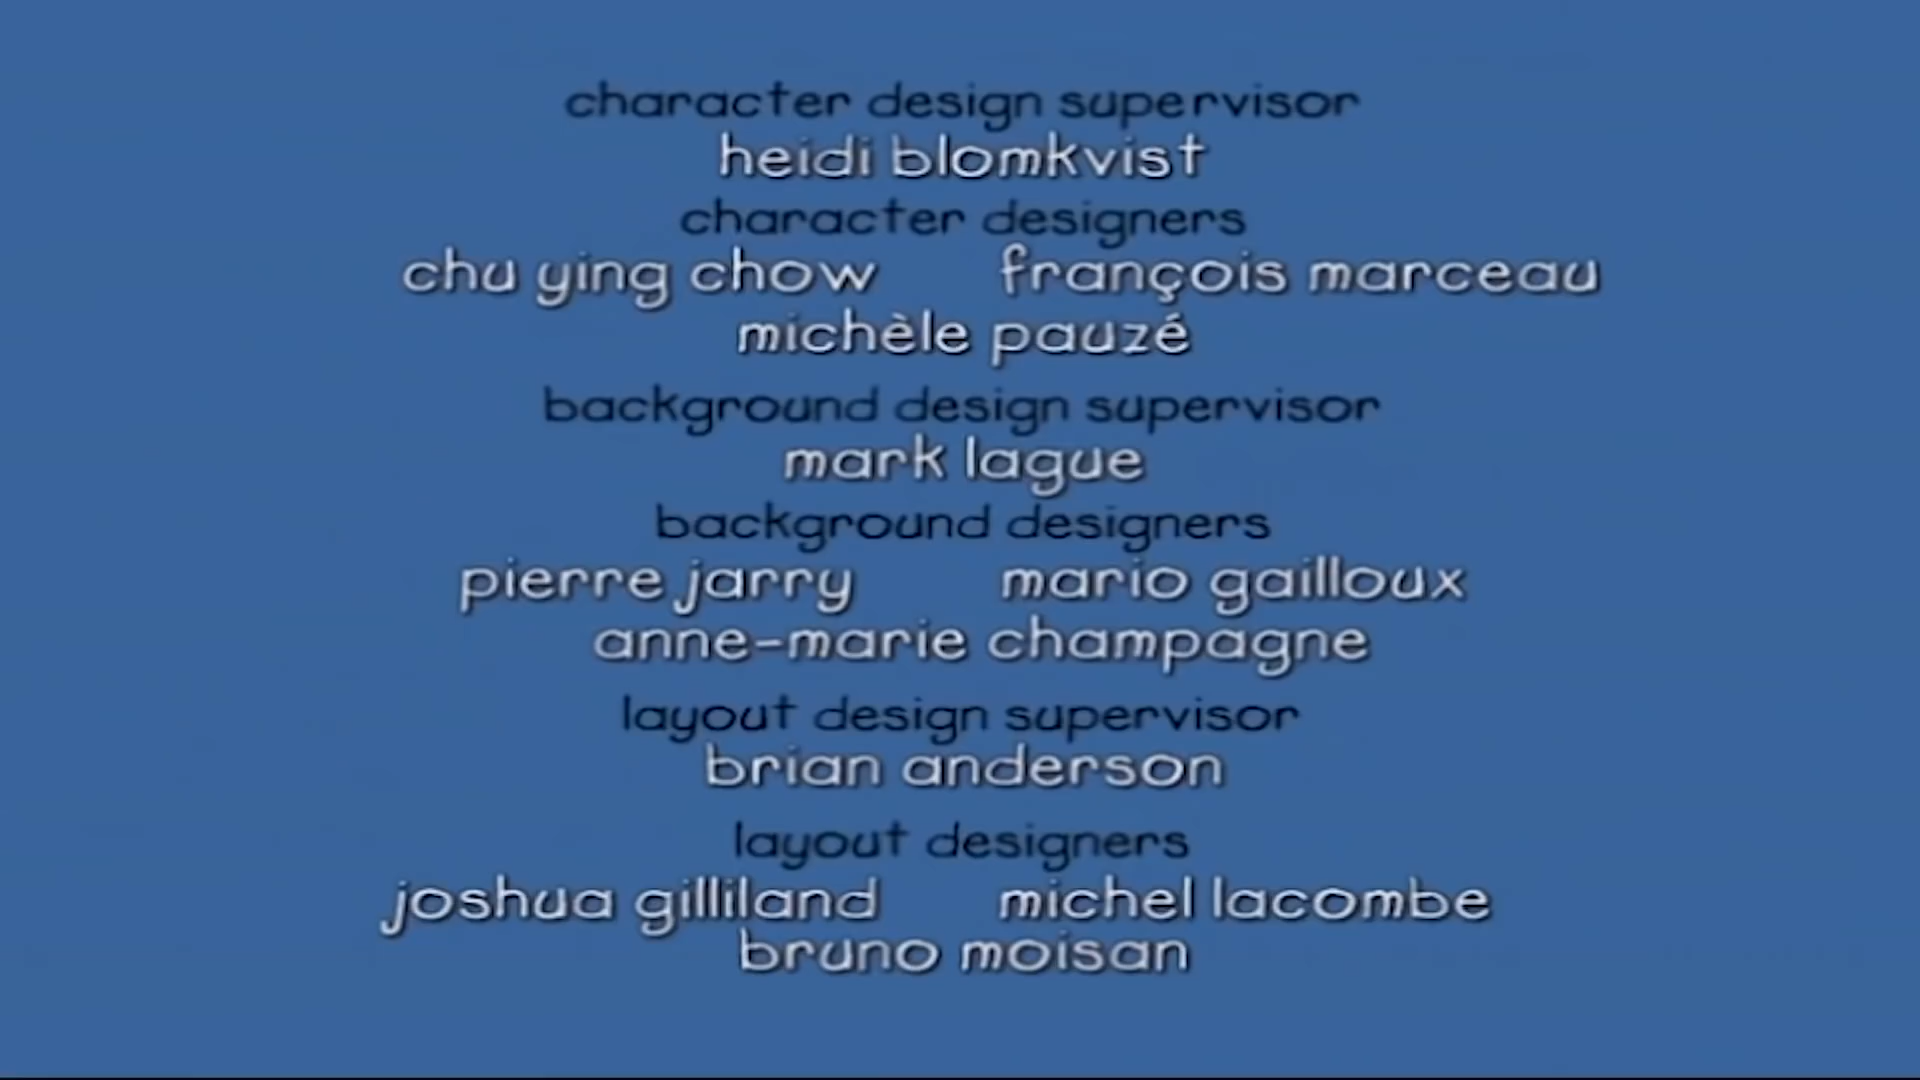 character design supervisor
heidi blomkvist
character designers
chu ying chow françois marceau
michèle pauzé
background design supervisor
mark lague
background designers
pierre jarry mario gailloux
anne-marie champagne
layout design supervisor
brian anderson
layout designers
joshua gilliland michel lacombe
bruno moisan